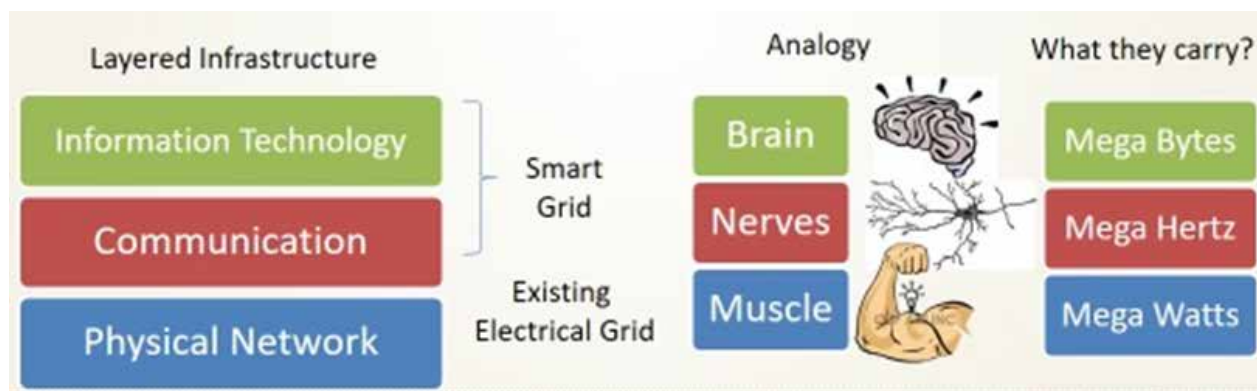 Layered Infrastructure
Analogy
What they carry?
Information Technology
Smart
Grid
Brain
Mega Bytes
Communication
Nerves
Mega Hertz
Existing
Electrical Grid
Physical Network
Muscle
Mega Watts